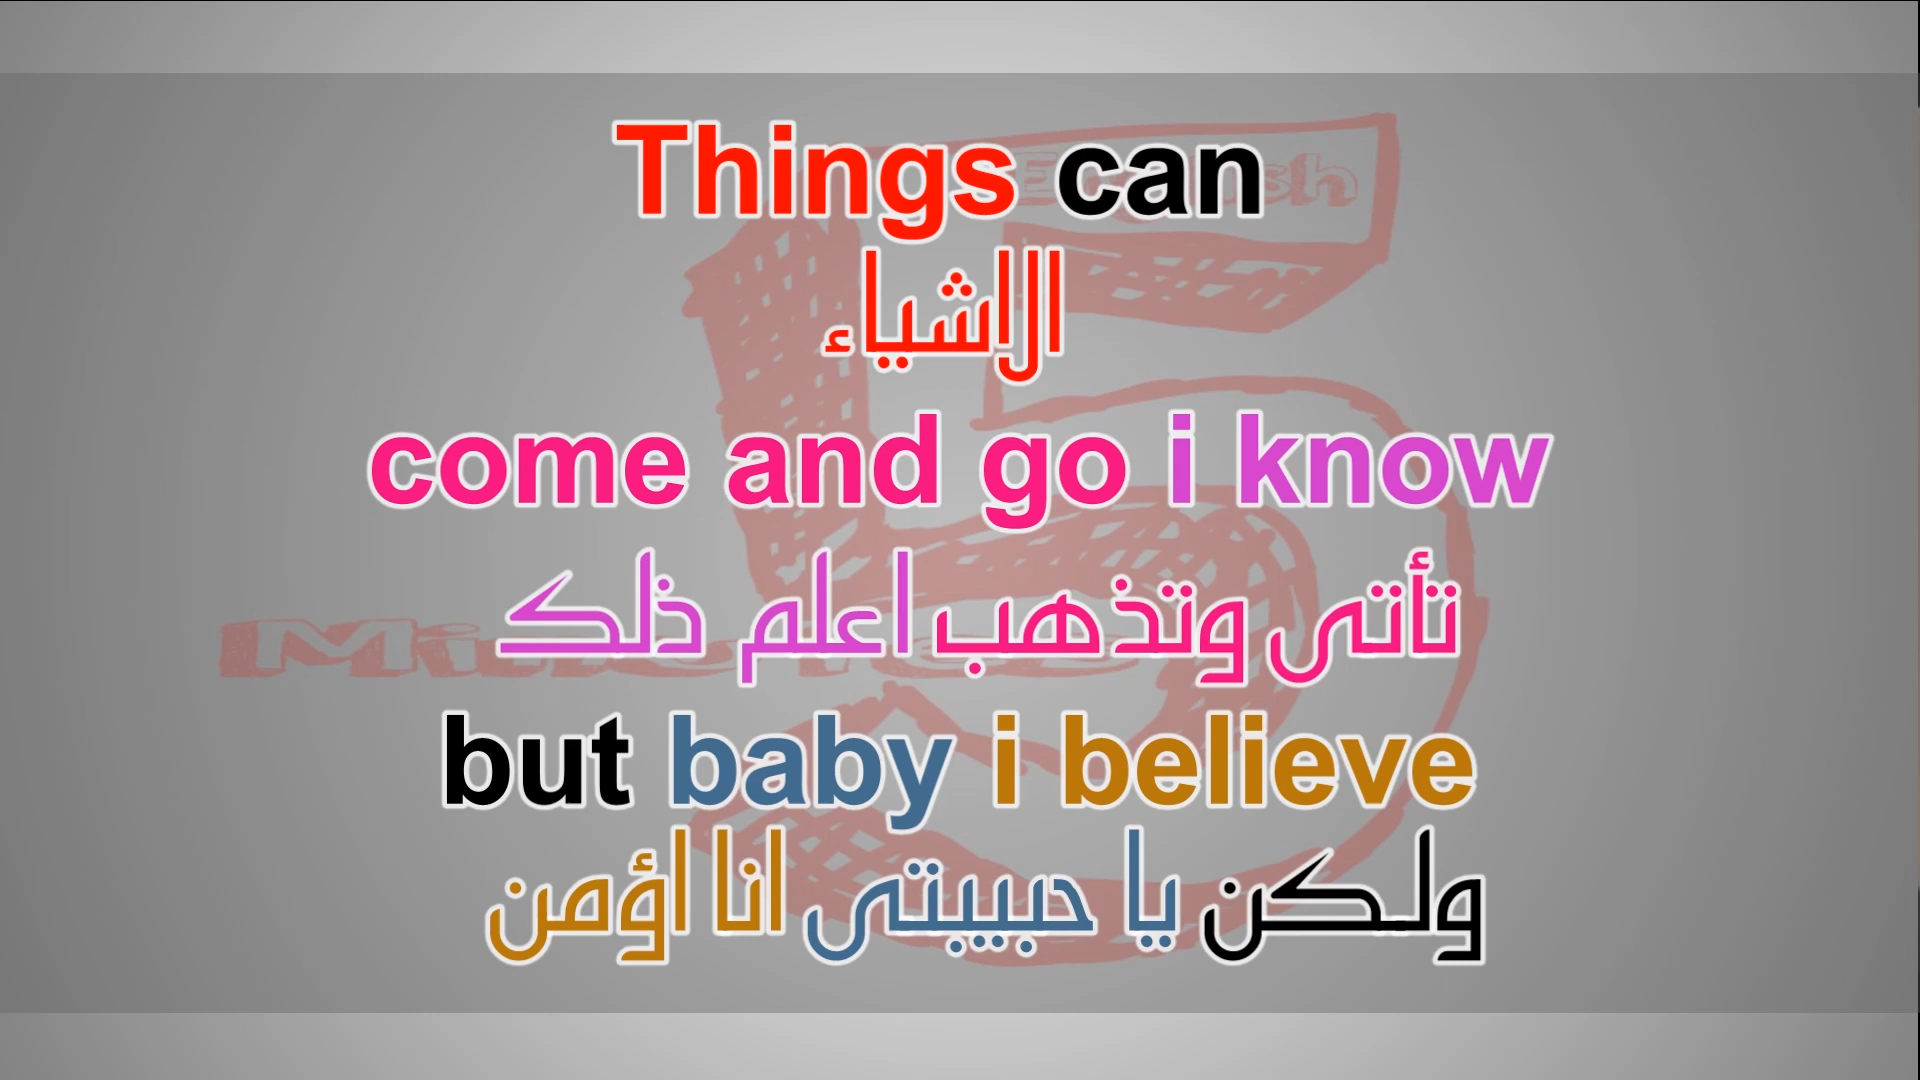 Things can
الاشياء
come and go i know
تأتى وتذهب اعلم ذلك
but baby i believe
ولكن يا حبيبتى انا اؤمن